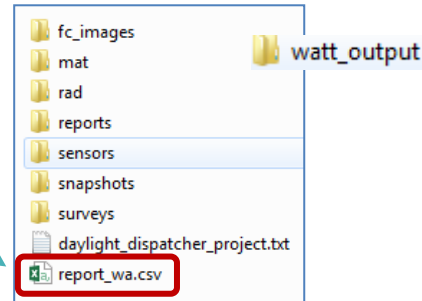 fc_images
watt_output
mat
rad
reports
sensors
snapshots
surveys
daylight_dispatcher_project.txt
report_wa.csv